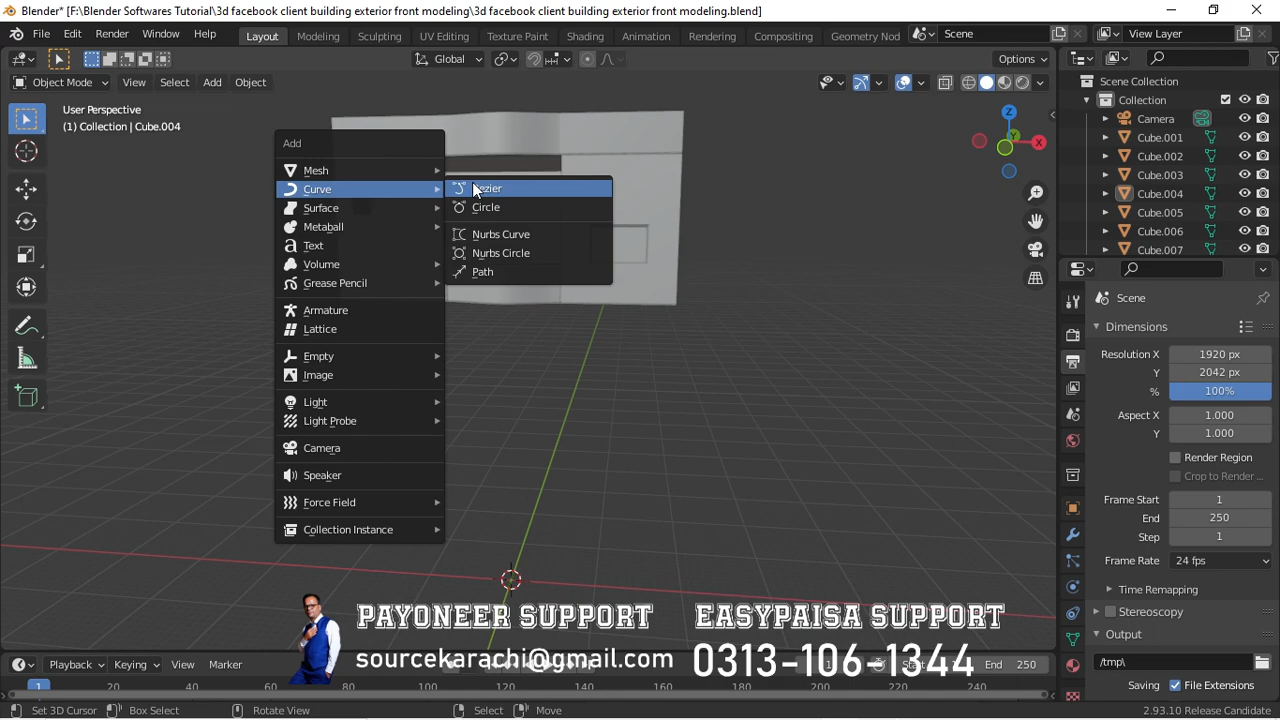 Blender* [F:\Blender Softwares Tutorial\3d facebook client building exterior front modeling\3d facebook client building exterior front modeling.blend]
File Edit Render Window Help Layout Modeling Sculpting UV Editing Texture Paint Shading Animation Rendering Compositing Geometry Nod Scene View Layer
Global Options
Object Mode View Select Add Object
User Perspective
(1) Collection | Cube.004
Z
Y
X
Add
Mesh
Curve
Surface
Metaball
Text
Volume
Grease Pencil
Armature
Lattice
Empty
Image
Light
Light Probe
Camera
Speaker
Force Field
Collection Instance
ezier
Circle
Nurbs Curve
Nurbs Circle
Path
Scene Collection
Collection
Camera
Cube.001
Cube.002
Cube.003
Cube.004
Cube.005
Cube.006
Cube.007
Scene
Dimensions
Resolution X 1920 px
Y 2042 px
% 100%
Aspect X 1.000
Y 1.000
Render Region
Crop to Render ...
Frame Start 1
End 250
Step 1
Frame Rate 24 fps
Time Remapping
Stereoscopy
Output
/tmp\
Saving File Extensions
PAYONEER SUPPORT EASYPAISA SUPPORT
sourcekarachi@gmail.com 0313-106-1344
Playback Keying View Marker End 250
1 20 40 60 80 100 120 140 160 180 200 220 240
Set 3D Cursor Box Select Rotate View Select Move 2.93.10 Release Candidate